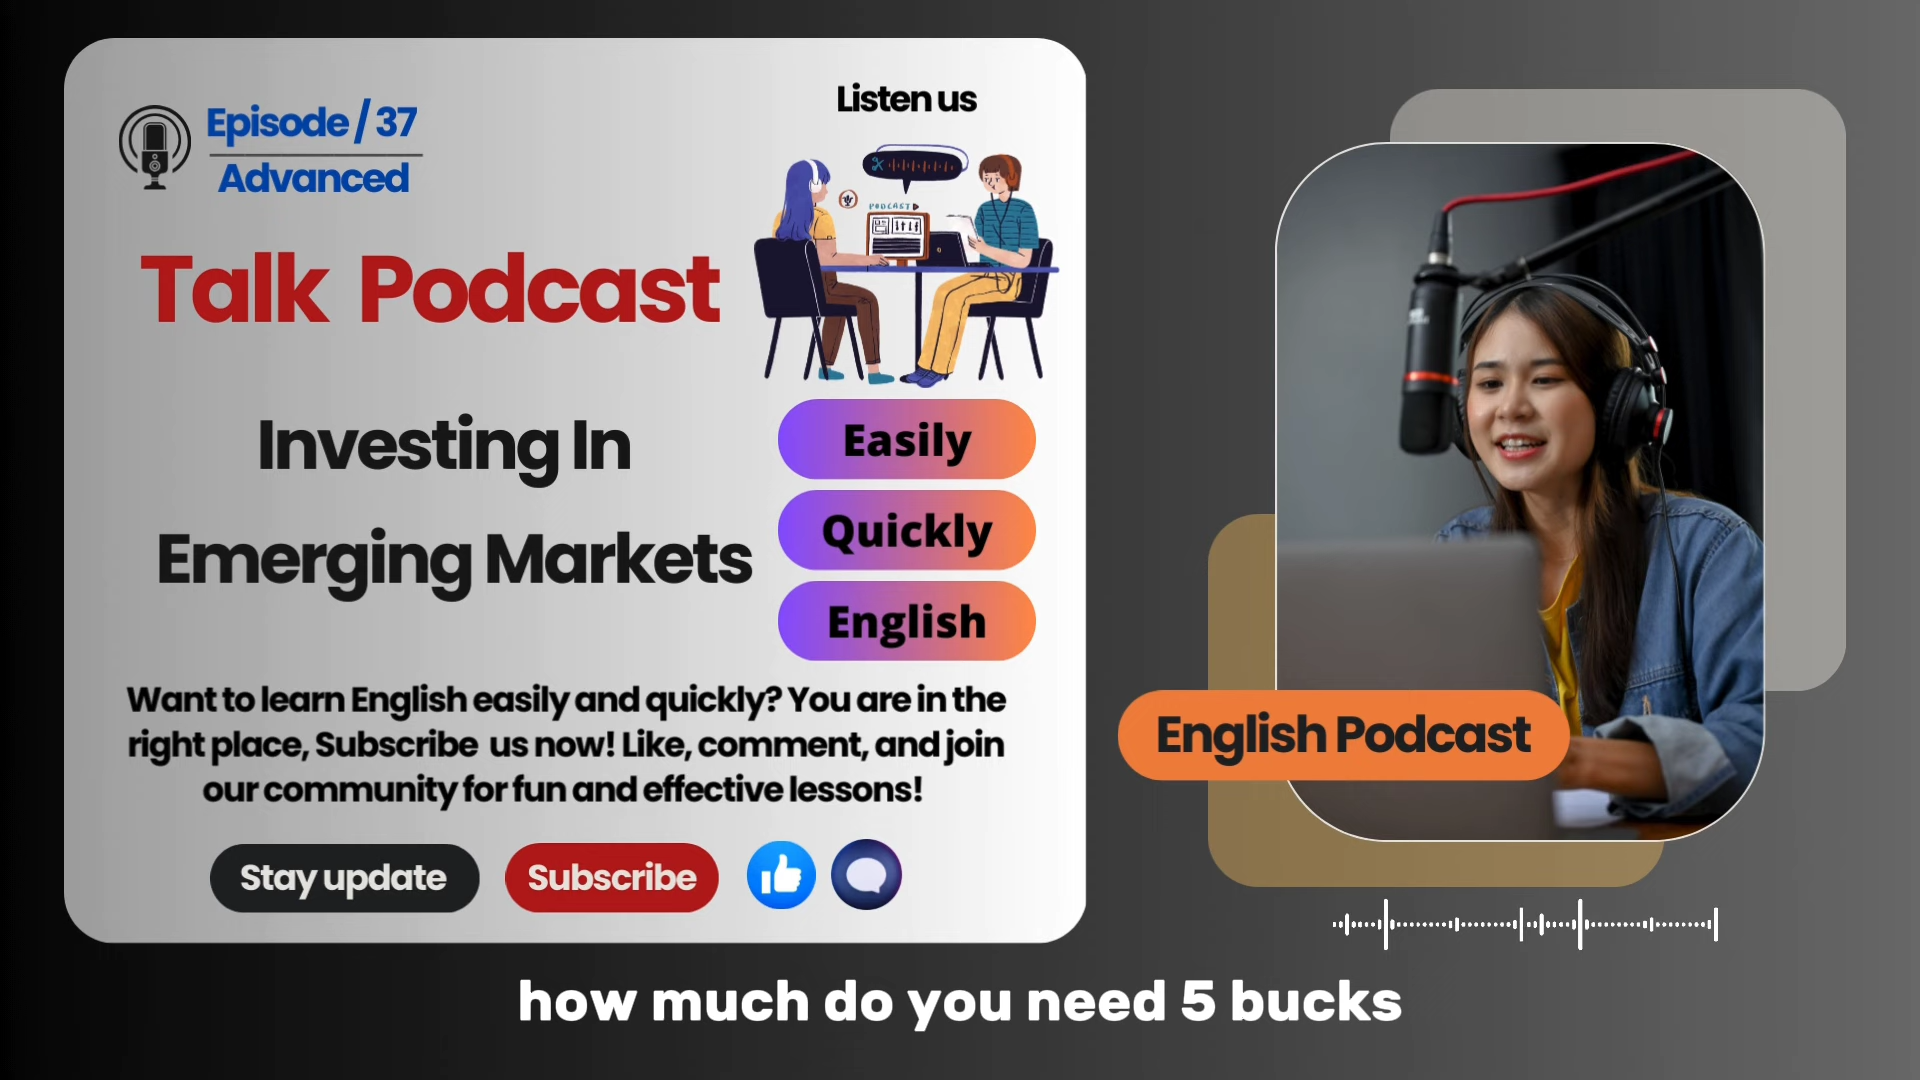 Episode / 37
Advanced
Listen us
PODCAST
Talk Podcast
Investing In
Emerging Markets
Easily
Quickly
English
Want to learn English easily and quickly? You are in the
right place, Subscribe us now! Like, comment, and join
our community for fun and effective lessons!
Stay update
Subscribe
English Podcast
how much do you need 5 bucks